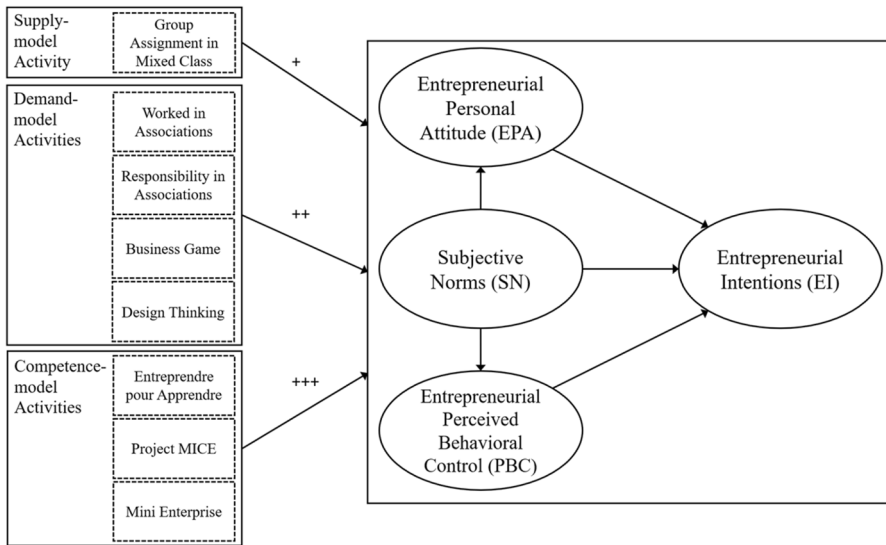 Supply-
model
Activity
Group
Assignment in
Mixed Class
Demand-
model
Activities
Worked in
Associations
Responsibility in
Associations
Business Game
Design Thinking
Competence-
model
Activities
Entreprendre
pour Apprendre
Project MICE
Mini Enterprise
+
++
+++
Entrepreneurial
Personal
Attitude (EPA)
Subjective
Norms (SN)
Entrepreneurial
Perceived
Behavioral
Control (PBC)
Entrepreneurial
Intentions (EI)